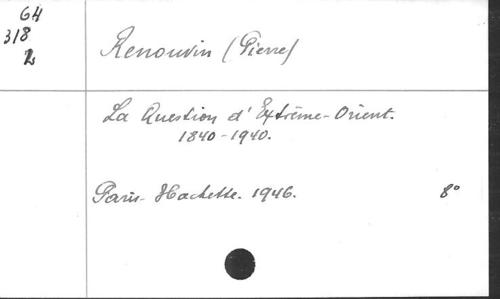 64
318
2
Renouvin (Pierre)
La Question d'Extrême-Orient.
1840-1940.
Paris- Hachette. 1946. 8°